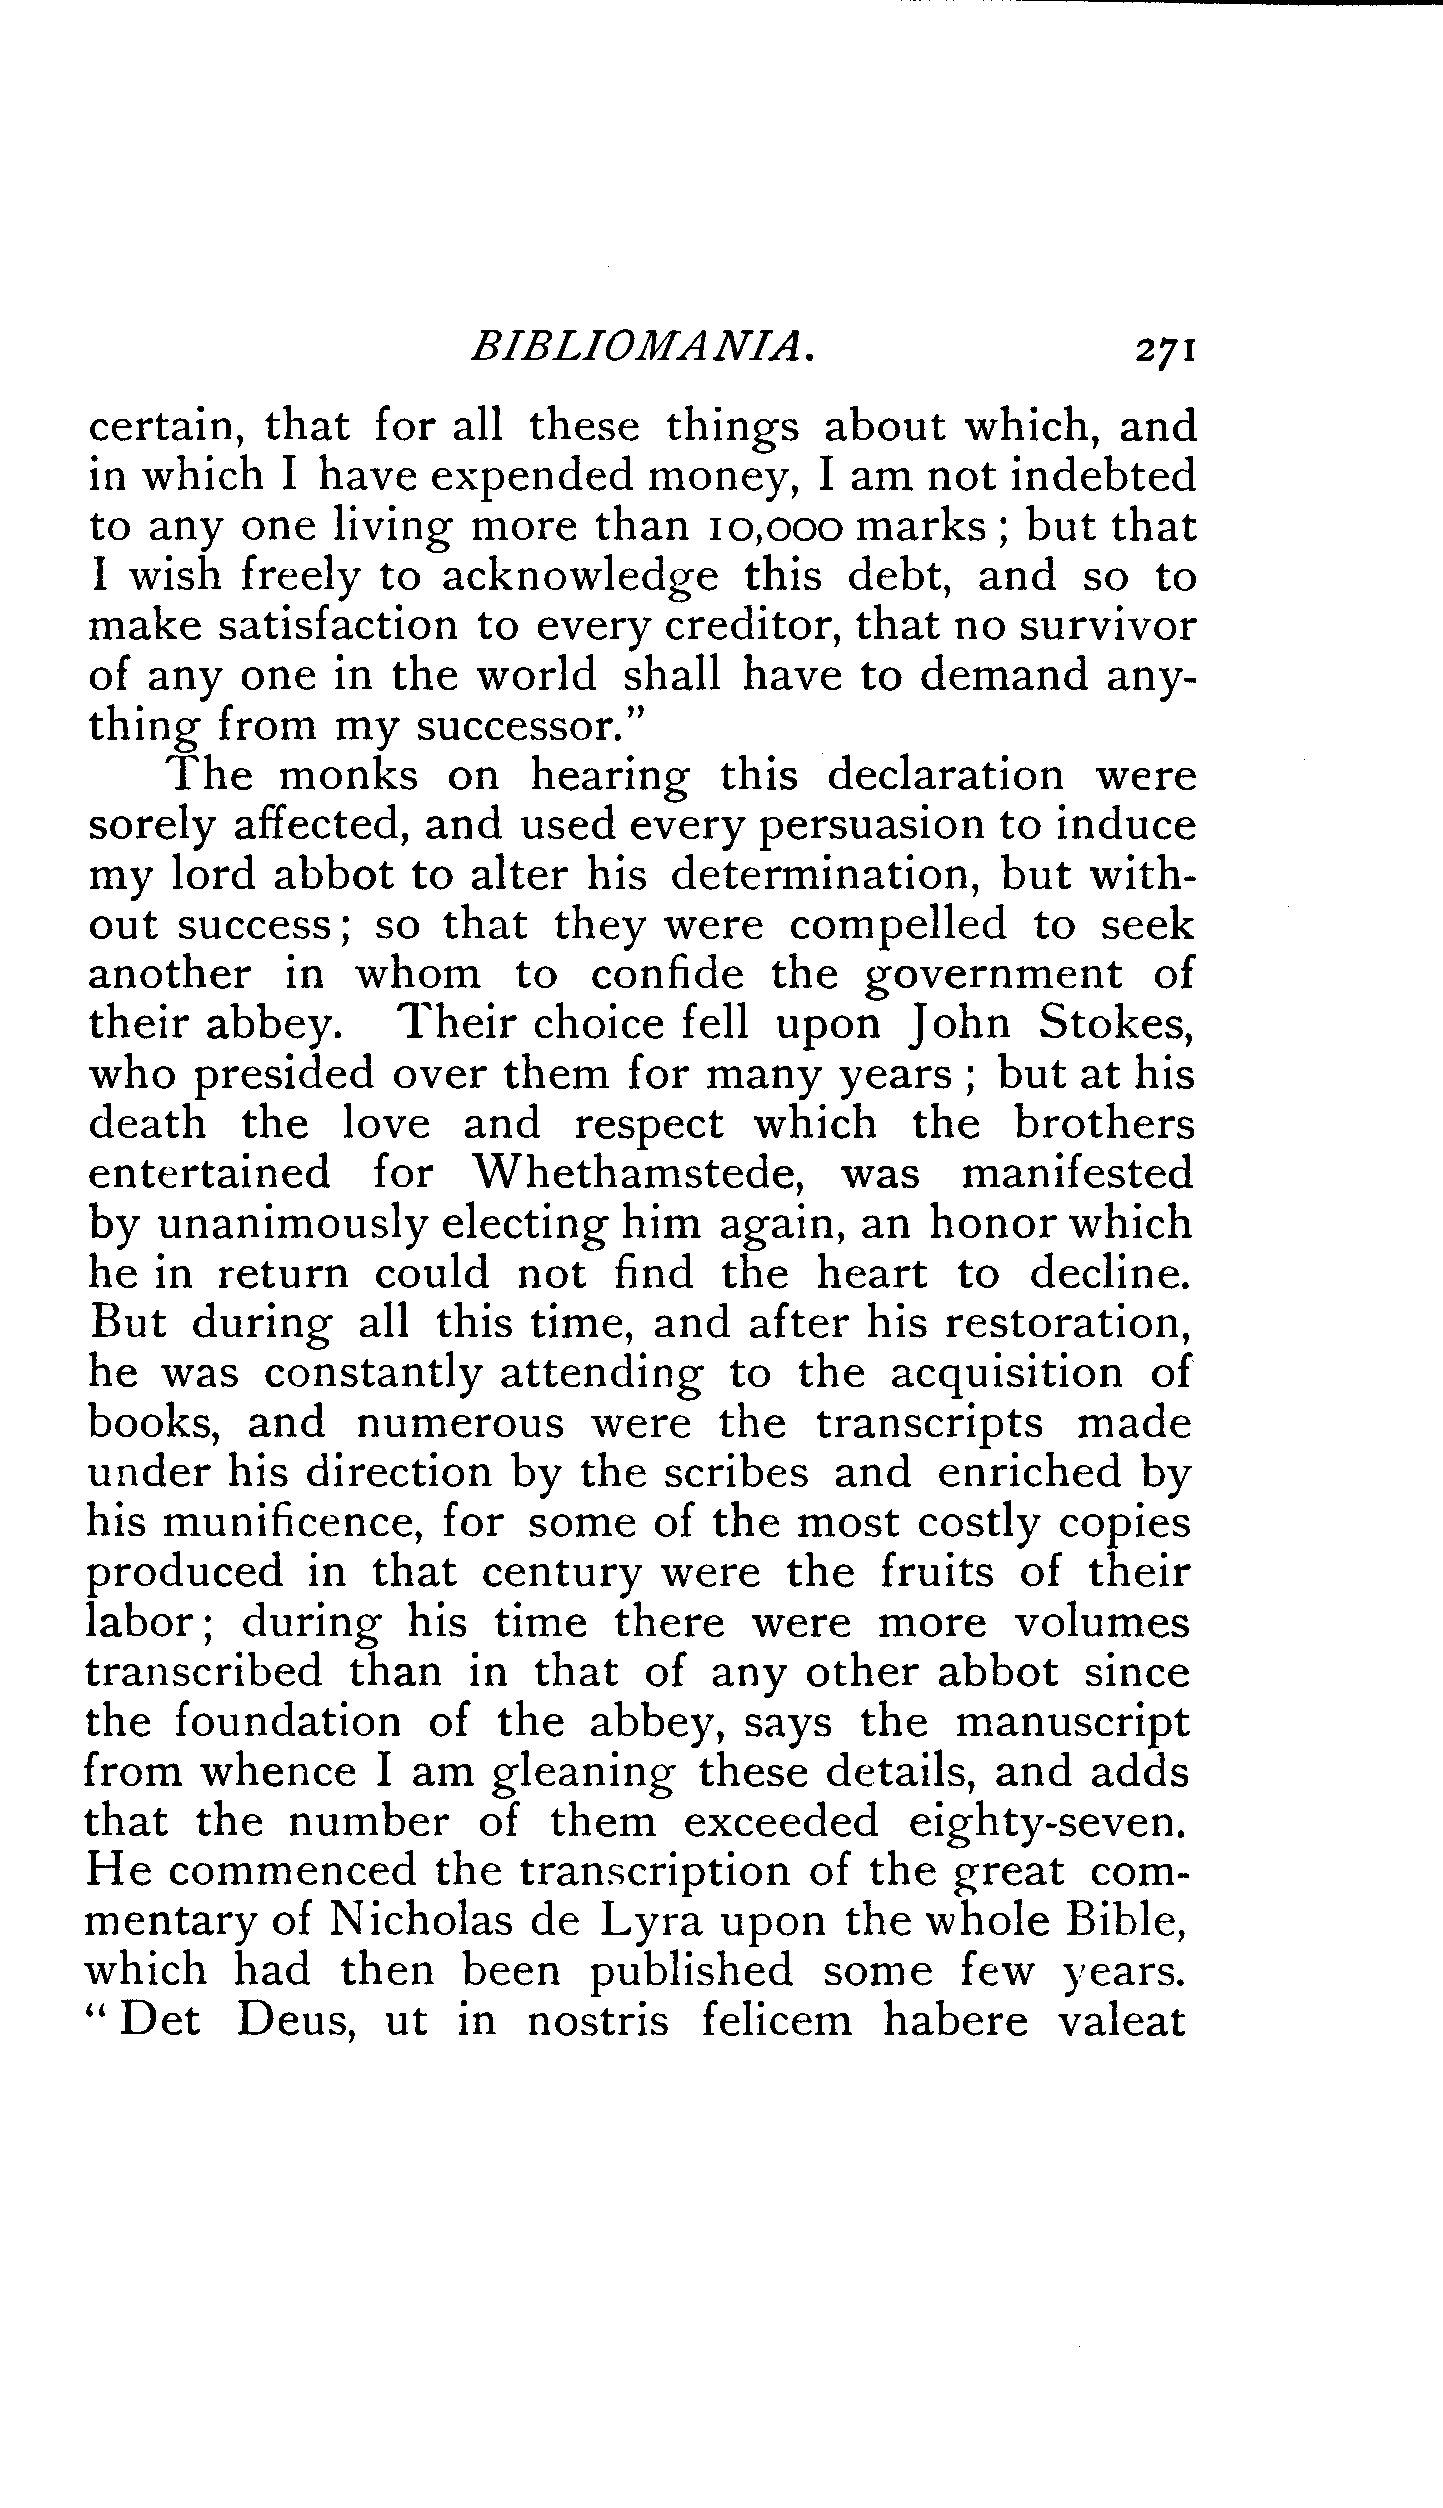 BIBLIOMANIA. 271
certain, that for all these things about which, and
in which I have expended money, I am not indebted
to any one living more than 10,000 marks ; but that
I wish freely to acknowledge this debt, and so to
make satisfaction to every creditor, that no survivor
of any one in the world shall have to demand any-
thing from my successor."
The monks on hearing this declaration were
sorely affected, and used every persuasion to induce
my lord abbot to alter his determination, but with-
out success ; so that they were compelled to seek
another in whom to confide the government of
their abbey. Their choice fell upon John Stokes,
who presided over them for many years ; but at his
death the love and respect which the brothers
entertained for Whethamstede, was manifested
by unanimously electing him again, an honor which
he in return could not find the heart to decline.
But during all this time, and after his restoration,
he was constantly attending to the acquisition of
books, and numerous were the transcripts made
under his direction by the scribes and enriched by
his munificence, for some of the most costly copies
produced in that century were the fruits of their
labor ; during his time there were more volumes
transcribed than in that of any other abbot since
the foundation of the abbey, says the manuscript
from whence I am gleaning these details, and adds
that the number of them exceeded eighty-seven.
He commenced the transcription of the great com-
mentary of Nicholas de Lyra upon the whole Bible,
which had then been published some few years.
" Det Deus, ut in nostris felicem habere valeat